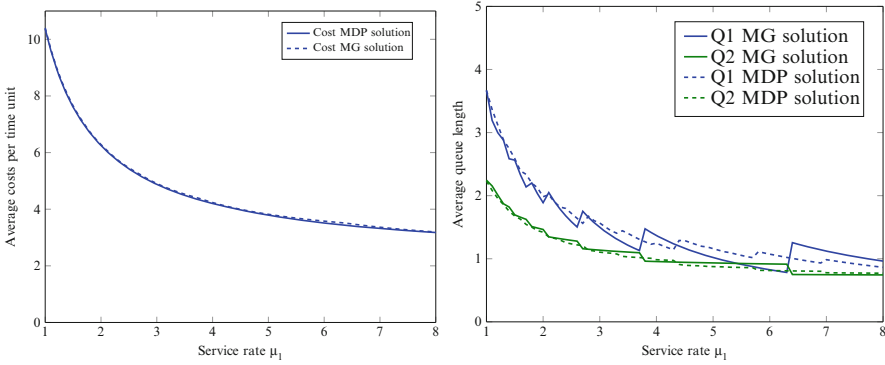 10
8
6
4
2
0
Average costs per time unit
Cost MDP solution
Cost MG solution
1 2 3 4 5 6 7 8
Service rate μ1
5
4
3
2
1
0
Average queue length
Q1 MG solution
Q2 MG solution
Q1 MDP solution
Q2 MDP solution
1 2 3 4 5 6 7 8
Service rate μ1